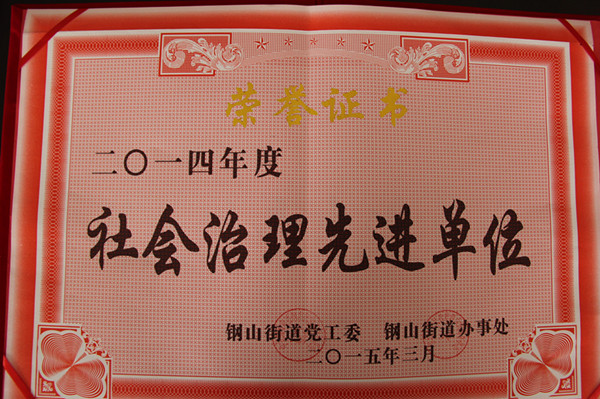 荣誉证书
二〇一四年度
社会治理先进单位
钢山街道党工委 钢山街道办事处
二〇一五年三月